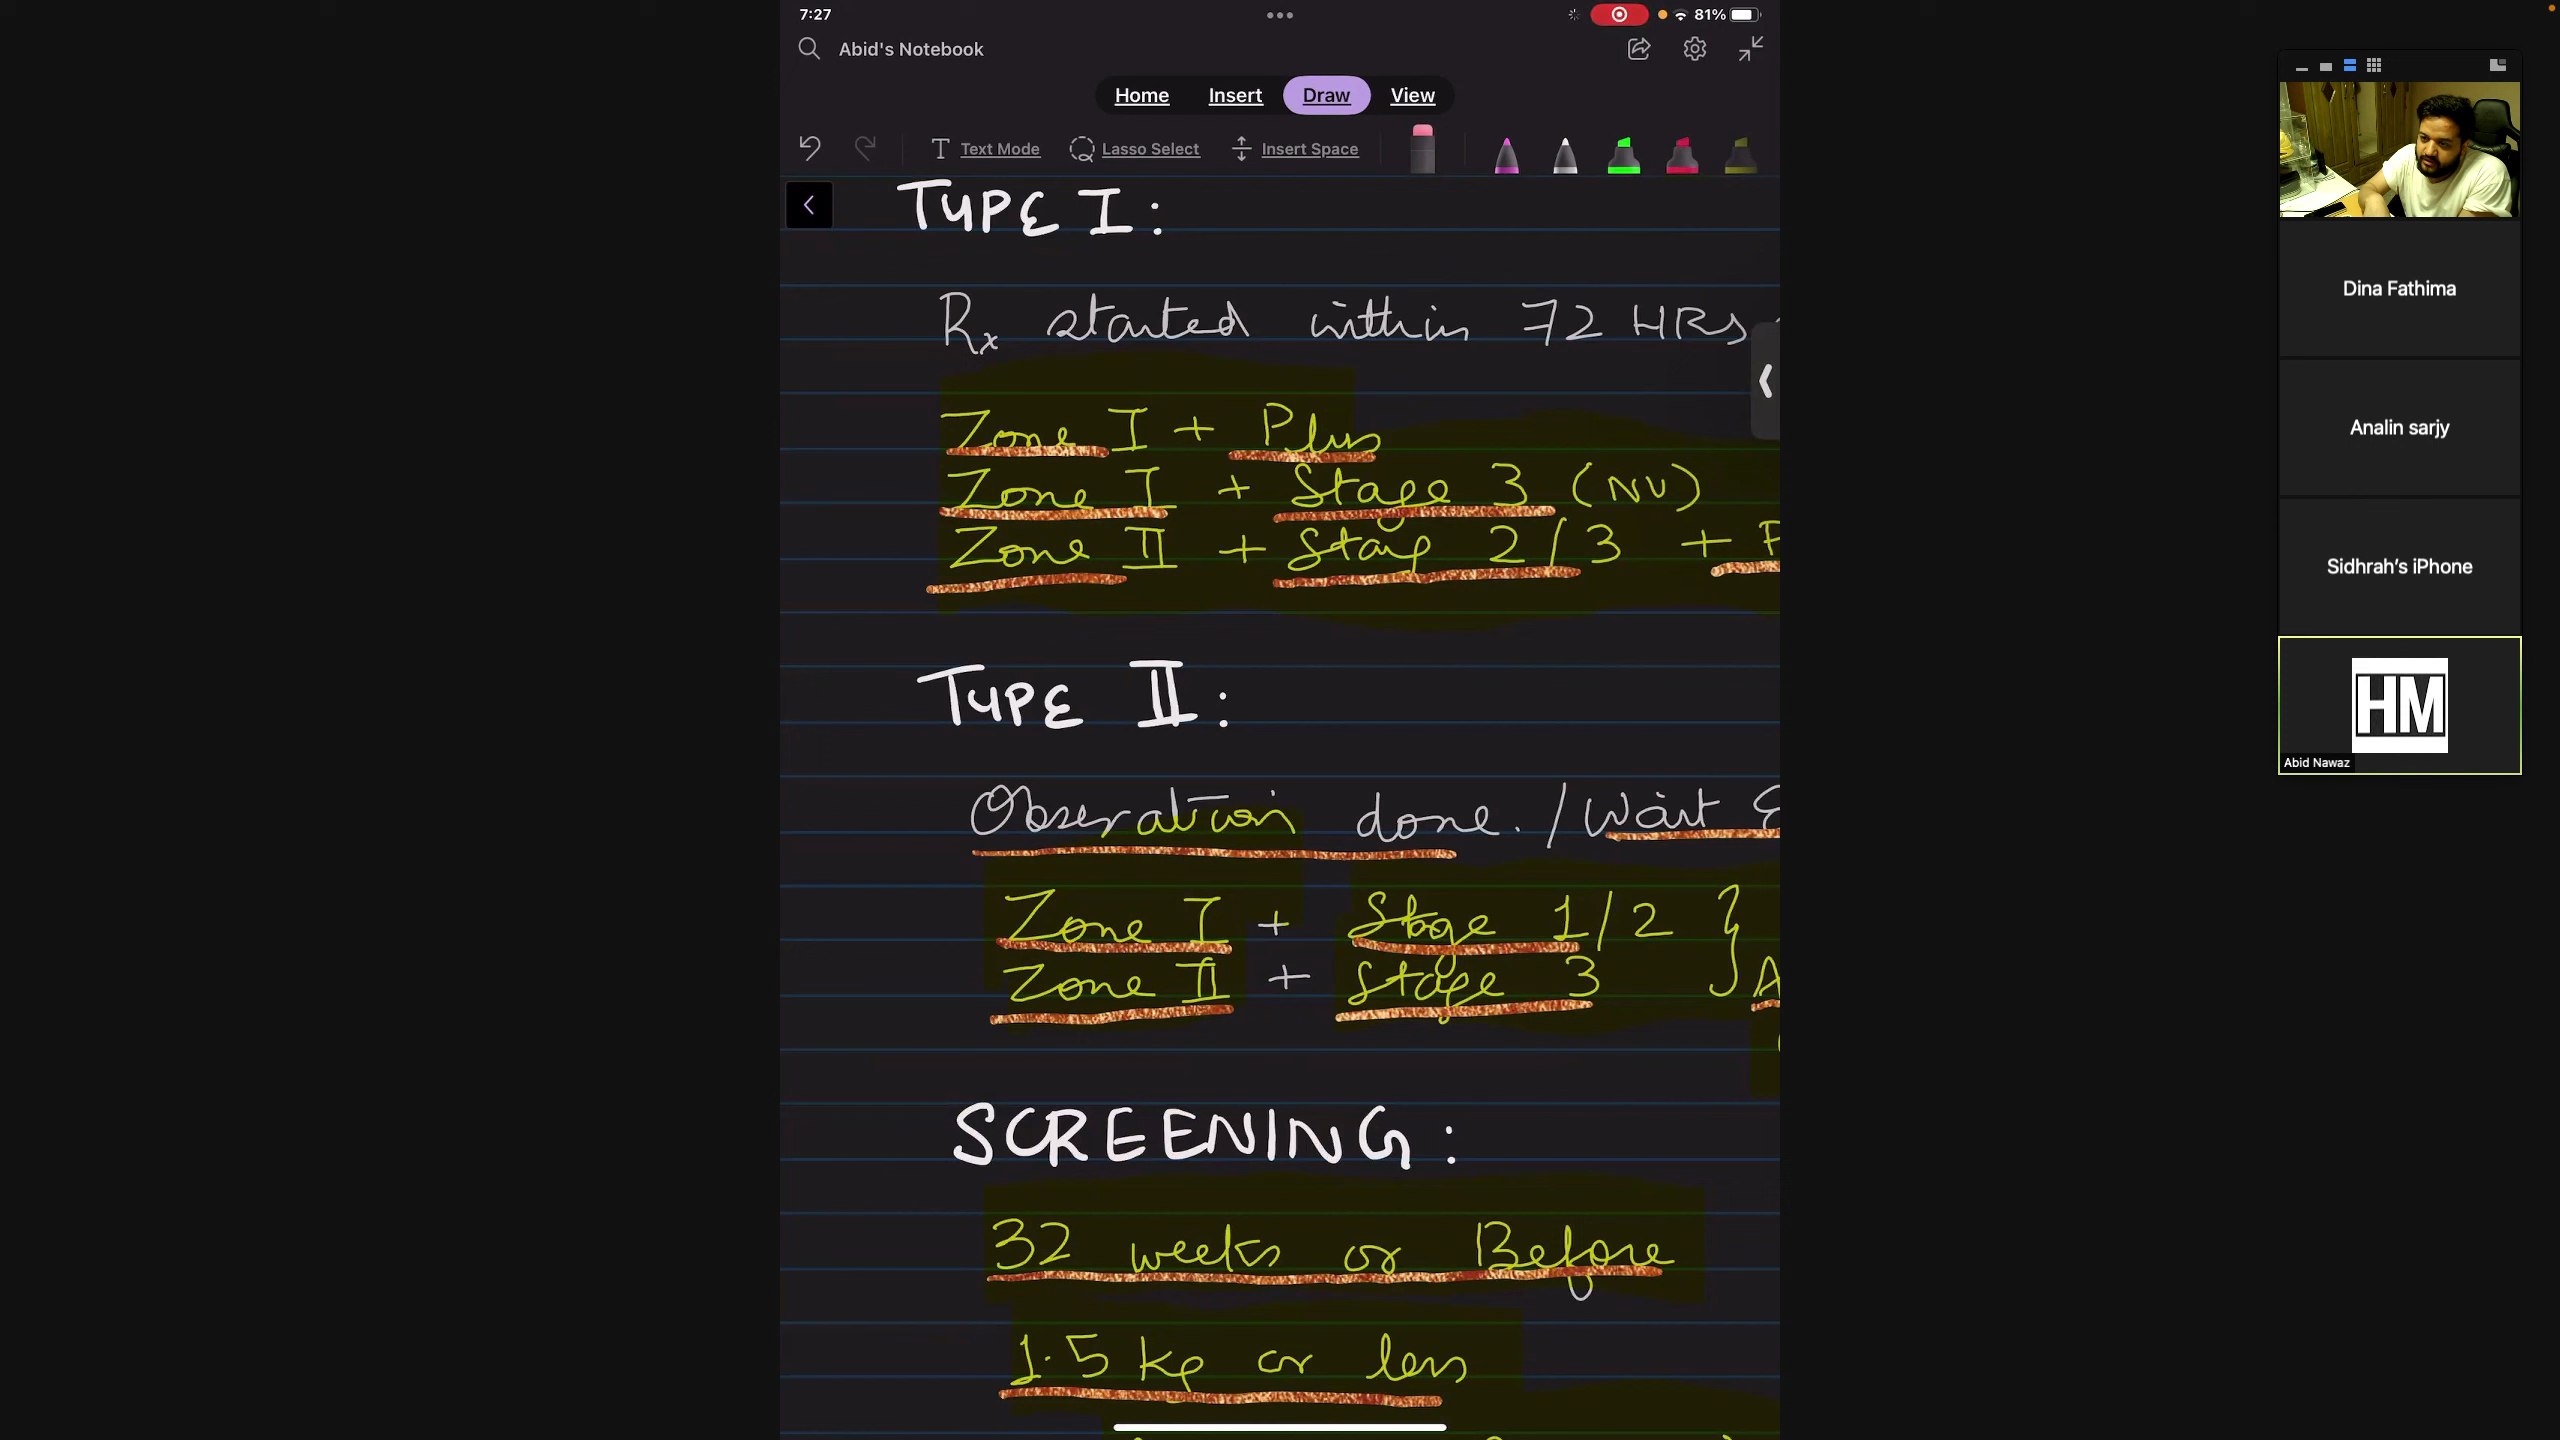 7:27
81%
Abid's Notebook
Home Insert Draw View
Text Mode Lasso Select Insert Space
TYPE I:
Rx started within 72 HRs
Zone I + Plus
Zone I + Stage 3 (NV)
Zone II + Stage 2/3 + P
TYPE II:
Observation done. / Wait &
Zone I + Stage 1/2 }
Zone II + Stage 3 A
SCREENING:
32 weeks or Before
1.5 kg or less
Dina Fathima
Analin sarjy
Sidhrah's iPhone
HM
Abid Nawaz